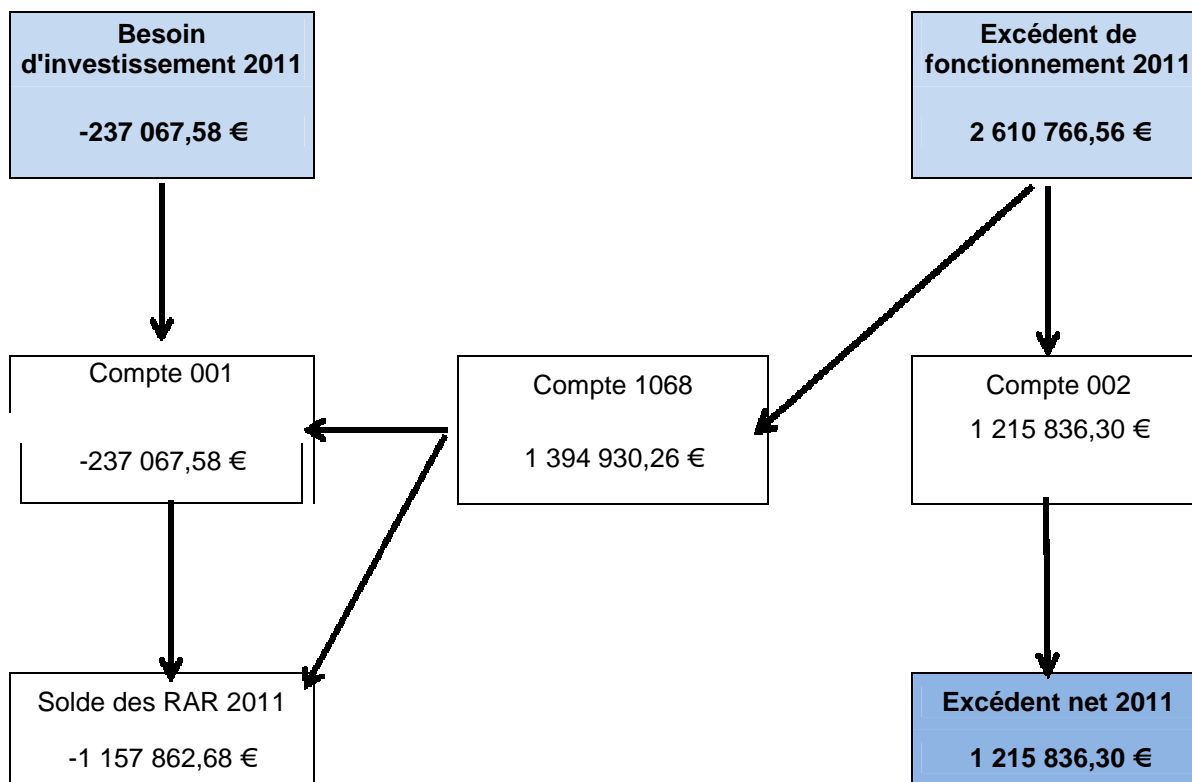 Besoin
d'investissement 2011
-237 067,58 €
Excédent de
fonctionnement 2011
2 610 766,56 €
Compte 001
-237 067,58 €
Compte 1068
1 394 930,26 €
Compte 002
1 215 836,30 €
Solde des RAR 2011
-1 157 862,68 €
Excédent net 2011
1 215 836,30 €